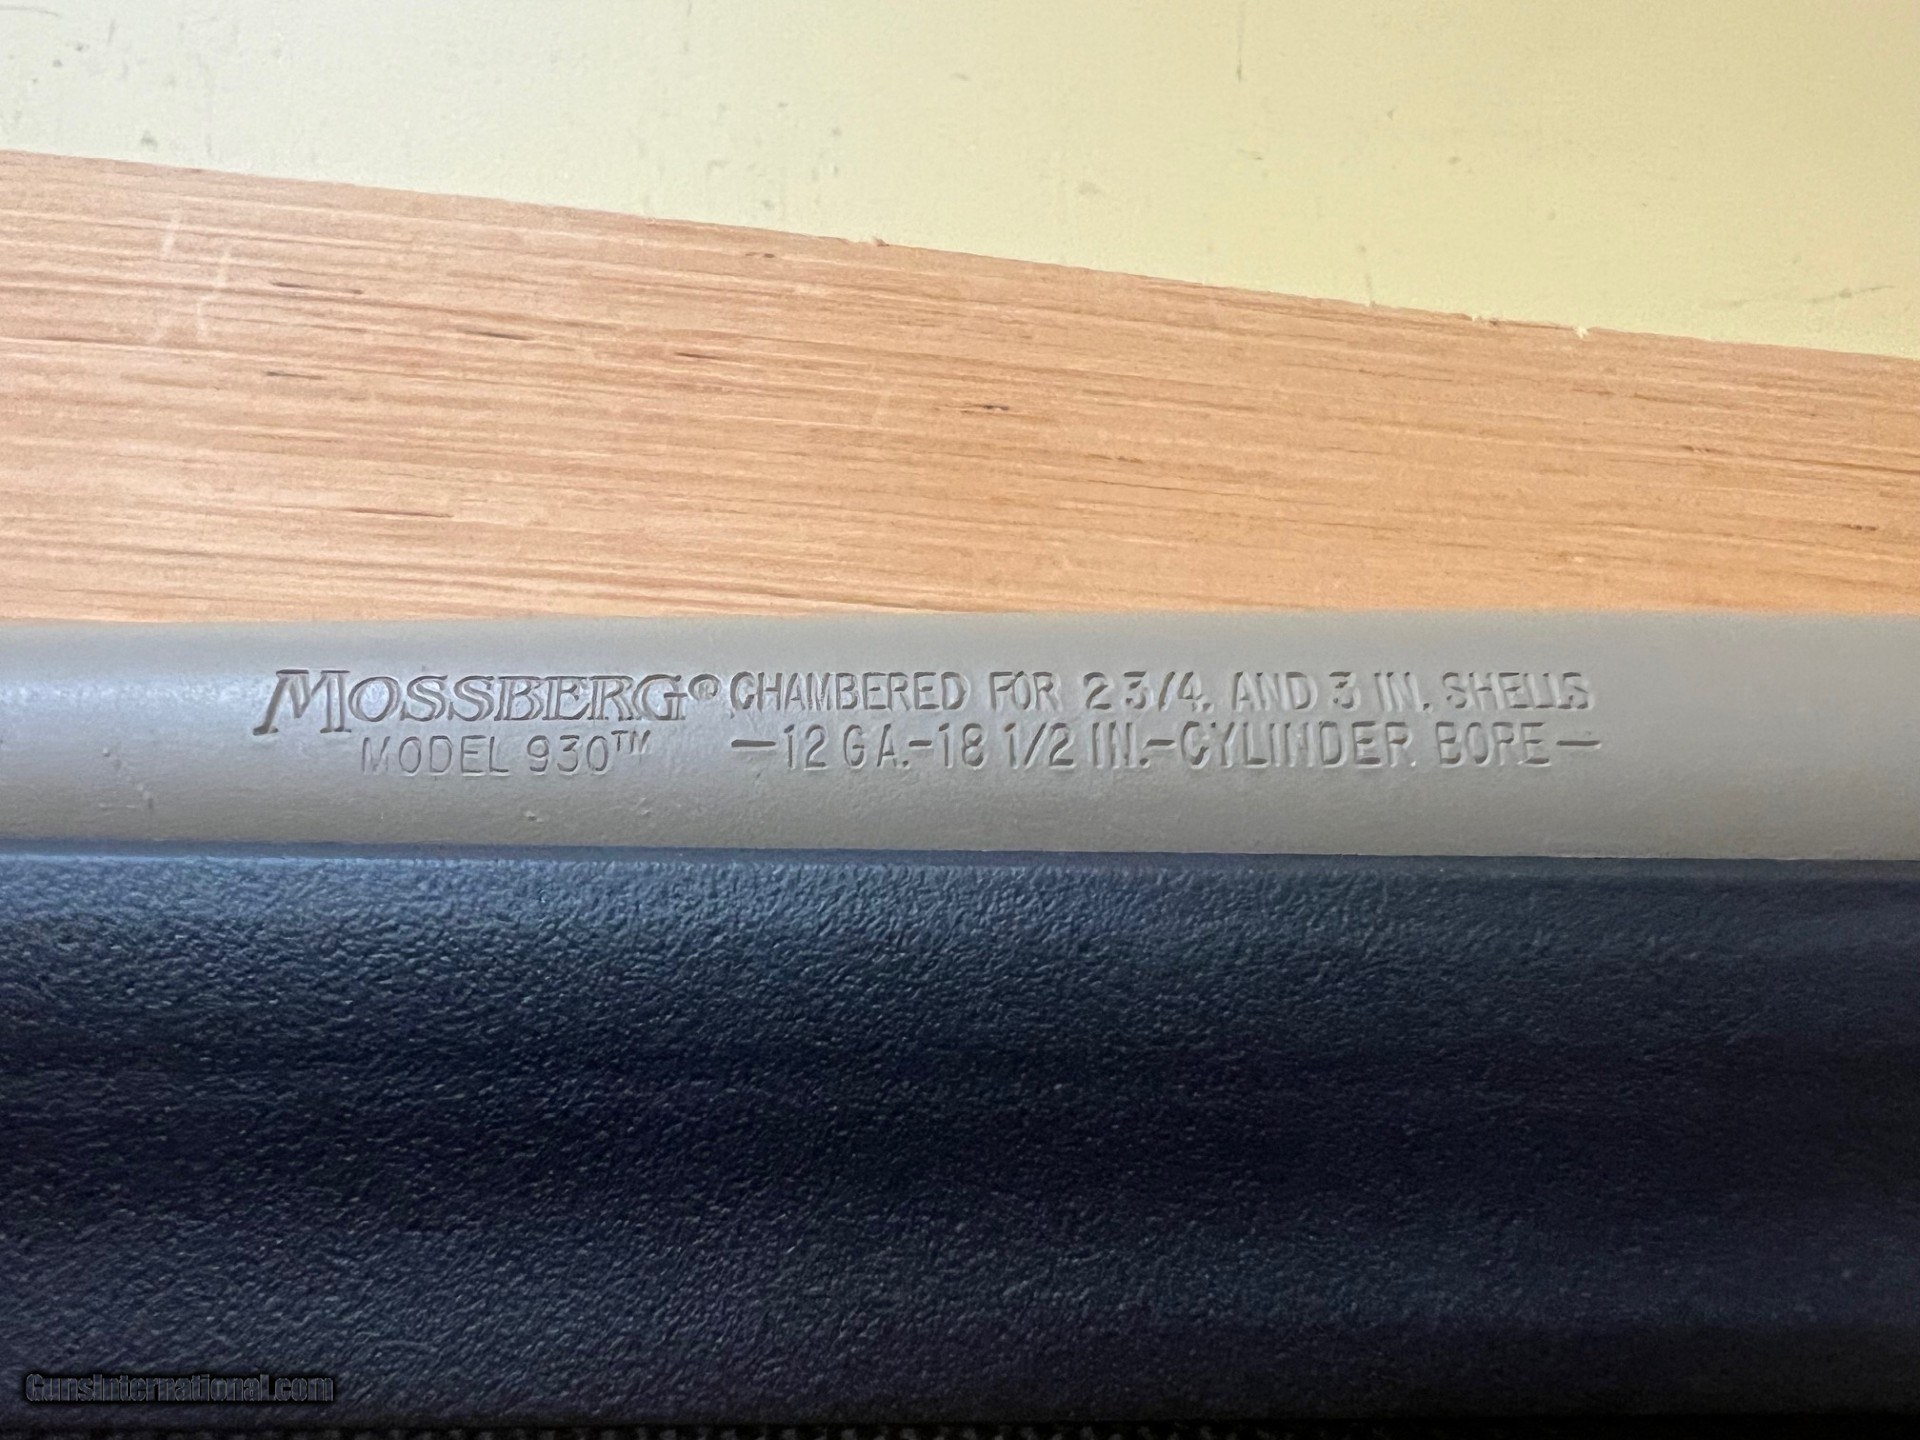 MOSSBERG® CHAMBERED FOR 2 3/4. AND 3 IN. SHELLS
MODEL 930™ —12 GA.-18 1/2 IN.-CYLINDER BORE—
GunsInternational.com